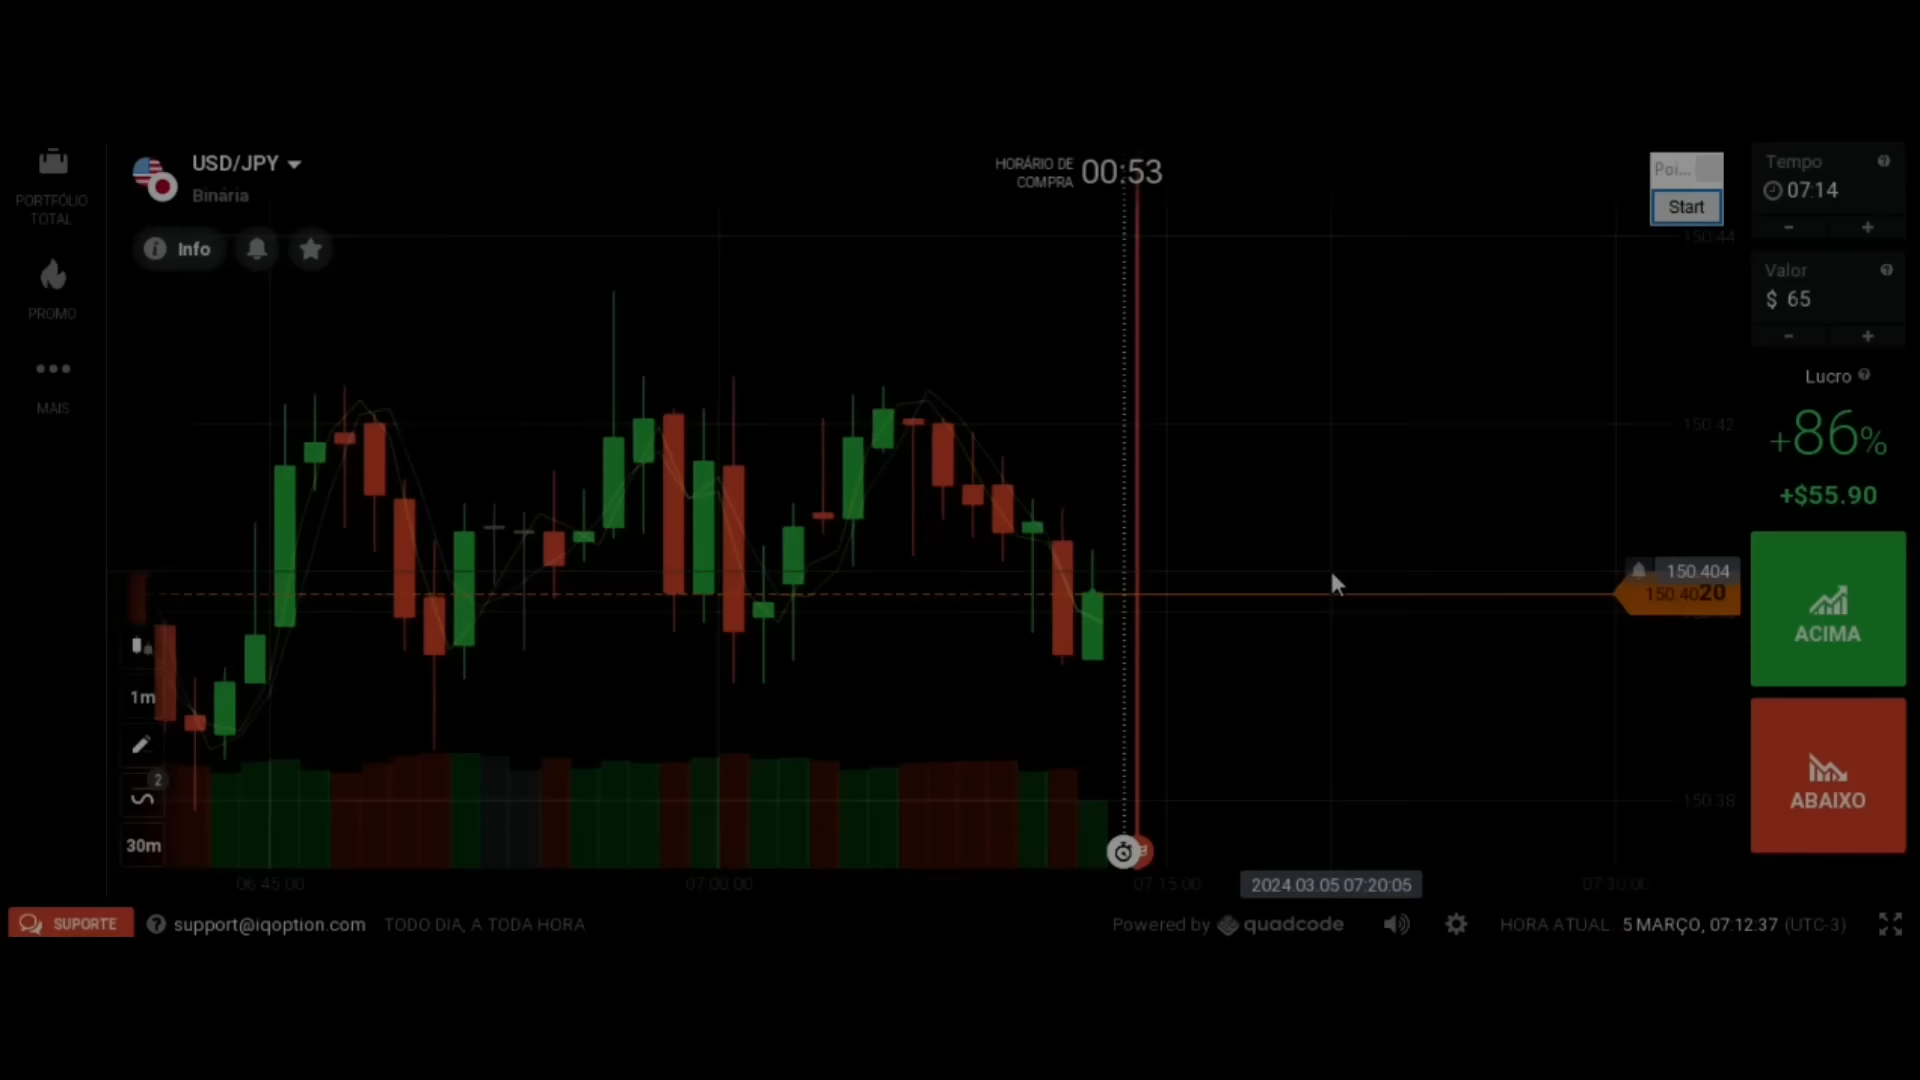 PORTFÓLIO
TOTAL
PROMO
MAIS
USD/JPY
Binária
Info
HORÁRIO DE
COMPRA
00:53
Poi...
Start
Tempo
07:14
- +
Valor
$ 65
- +
Lucro
+86%
+$55.90
ACIMA
ABAIXO
150.44
150.42
150.404
150.4020
150.38
1m
2
30m
06:45:00
07:00:00
07:15:00
2024.03.05 07:20:05
07:30:00
SUPORTE
support@iqoption.com
TODO DIA, A TODA HORA
Powered by quadcode
HORA ATUAL: 5 MARÇO, 07:12:37 (UTC-3)